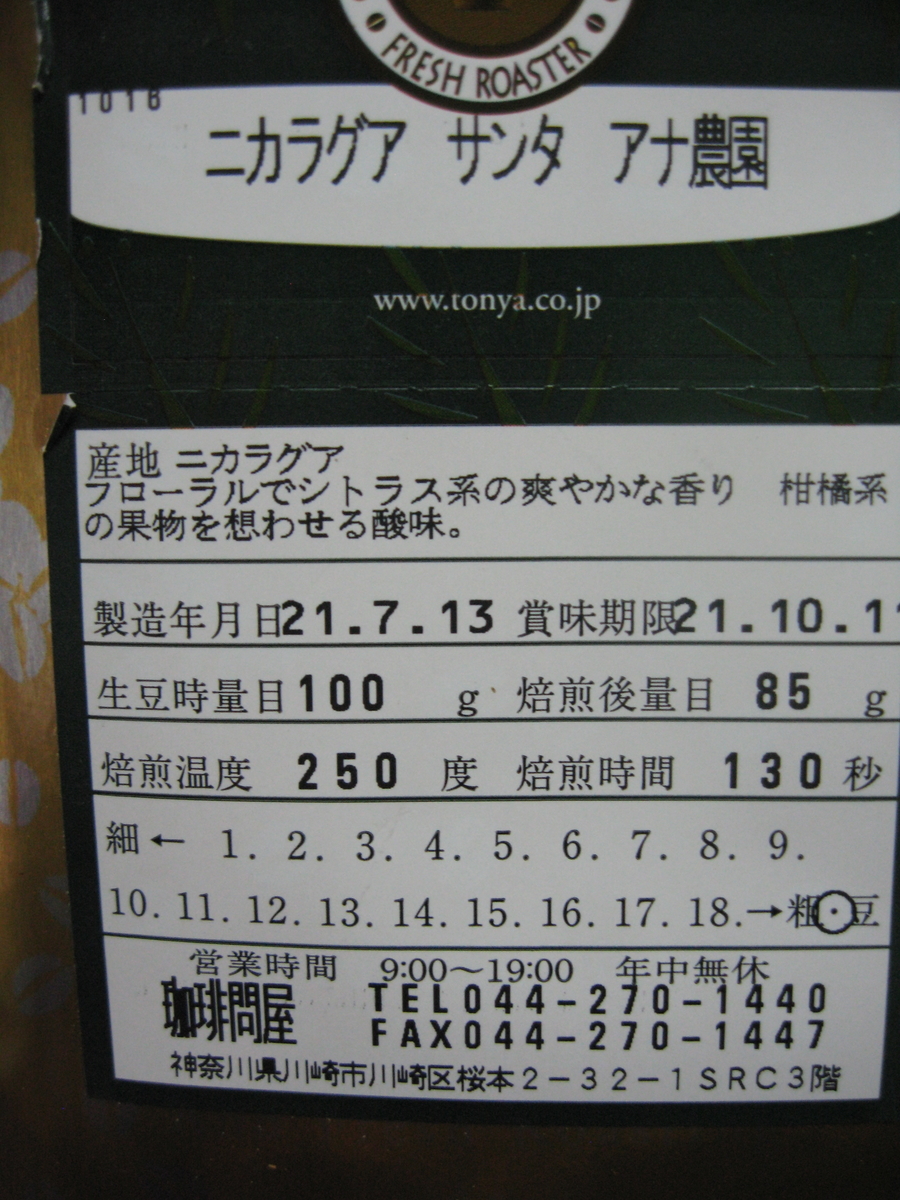 FRESH ROASTER
1016
ニカラグア サンタ アナ農園
www.tonya.co.jp
産地 ニカラグア
フローラルでシトラス系の爽やかな香り 柑橘系
の果物を想わせる酸味。
製造年月日21.7.13 賞味期限21.10.11
生豆時量目100 g 焙煎後量目 85 g
焙煎温度 250 度 焙煎時間 130 秒
細← 1. 2. 3. 4. 5. 6. 7. 8. 9.
10. 11. 12. 13. 14. 15. 16. 17. 18.→粗・豆
営業時間 9:00〜19:00 年中無休
珈琲問屋 TEL044-270-1440
FAX044-270-1447
神奈川県川崎市川崎区桜本2-32-1SRC3階